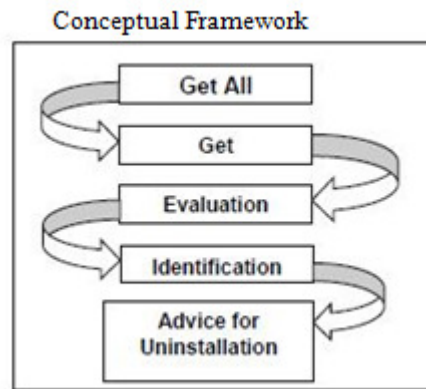 Conceptual Framework
Get All
Get
Evaluation
Identification
Advice for
Uninstallation